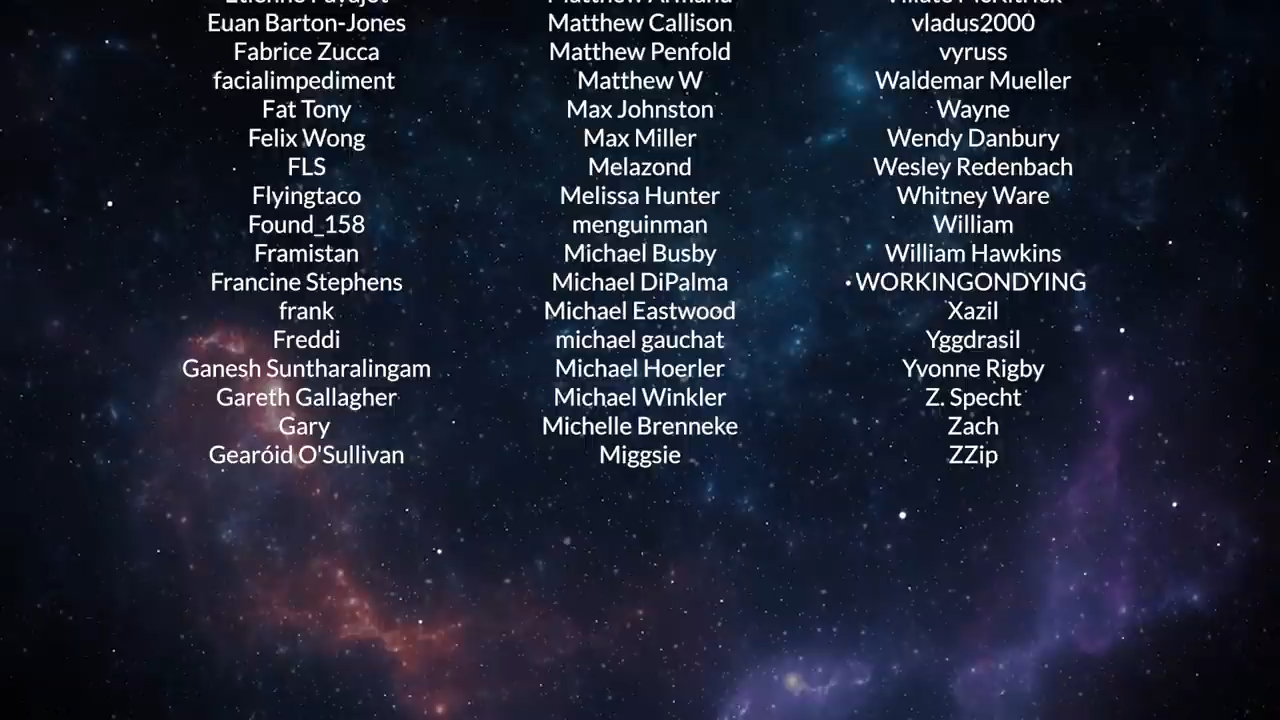 Euan Barton-Jones
Fabrice Zucca
facialimpediment
Fat Tony
Felix Wong
FLS
Flyingtaco
Found_158
Framistan
Francine Stephens
frank
Freddi
Ganesh Suntharalingam
Gareth Gallagher
Gary
Gearóid O'Sullivan
Matthew Callison
Matthew Penfold
Matthew W
Max Johnston
Max Miller
Melazond
Melissa Hunter
menguinman
Michael Busby
Michael DiPalma
Michael Eastwood
michael gauchat
Michael Hoerler
Michael Winkler
Michelle Brenneke
Miggsie
vladus2000
vyruss
Waldemar Mueller
Wayne
Wendy Danbury
Wesley Redenbach
Whitney Ware
William
William Hawkins
WORKINGONDYING
Xazil
Yggdrasil
Yvonne Rigby
Z. Specht
Zach
ZZip